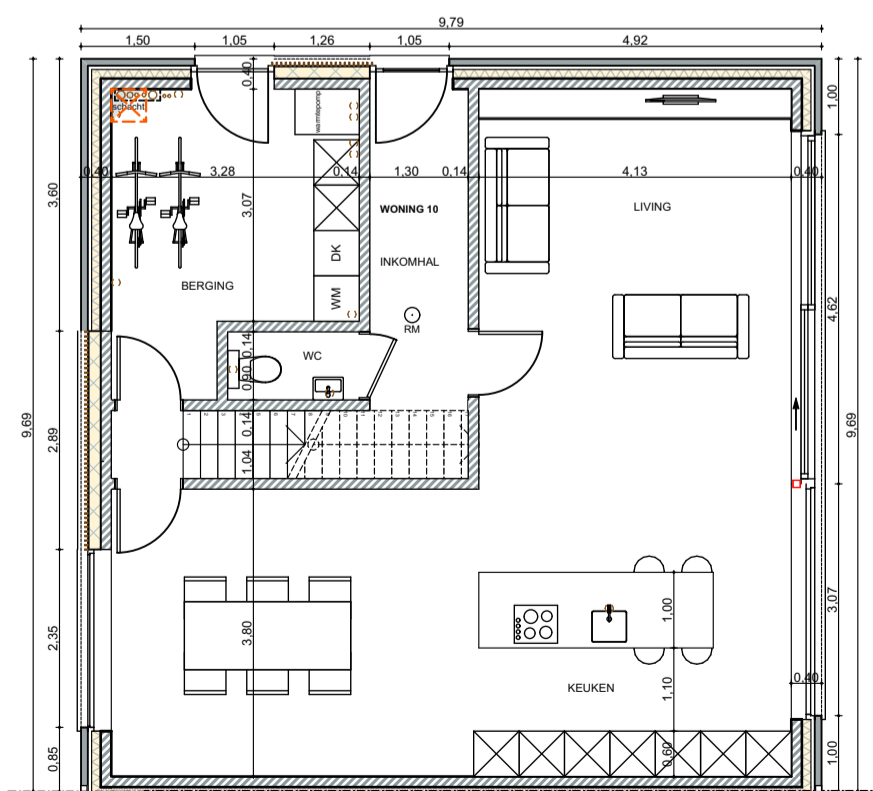 9,79
1,50 1,05 1,26 1,05 4,92
0,40
1,00
schacht
warmtepomp
0,40 3,28 0,14 1,30 0,14 4,13 0,40
3,60
3,07
WONING 10
LIVING
DK
INKOMHAL
BERGING
WM
RM
4,62
0,14
WC
0,90
9,69
2,89
0,14
9,69
1,04
1,00
3,07
2,35
3,80
KEUKEN
1,10
0,40
0,85
0,60
1,00